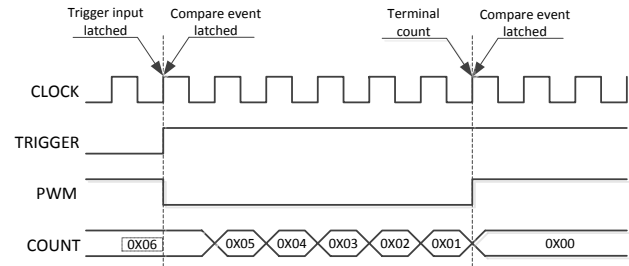 Trigger input latched
Compare event latched
Terminal count
Compare event latched
CLOCK
TRIGGER
PWM
COUNT 0X06 0X05 0X04 0X03 0X02 0X01 0X00